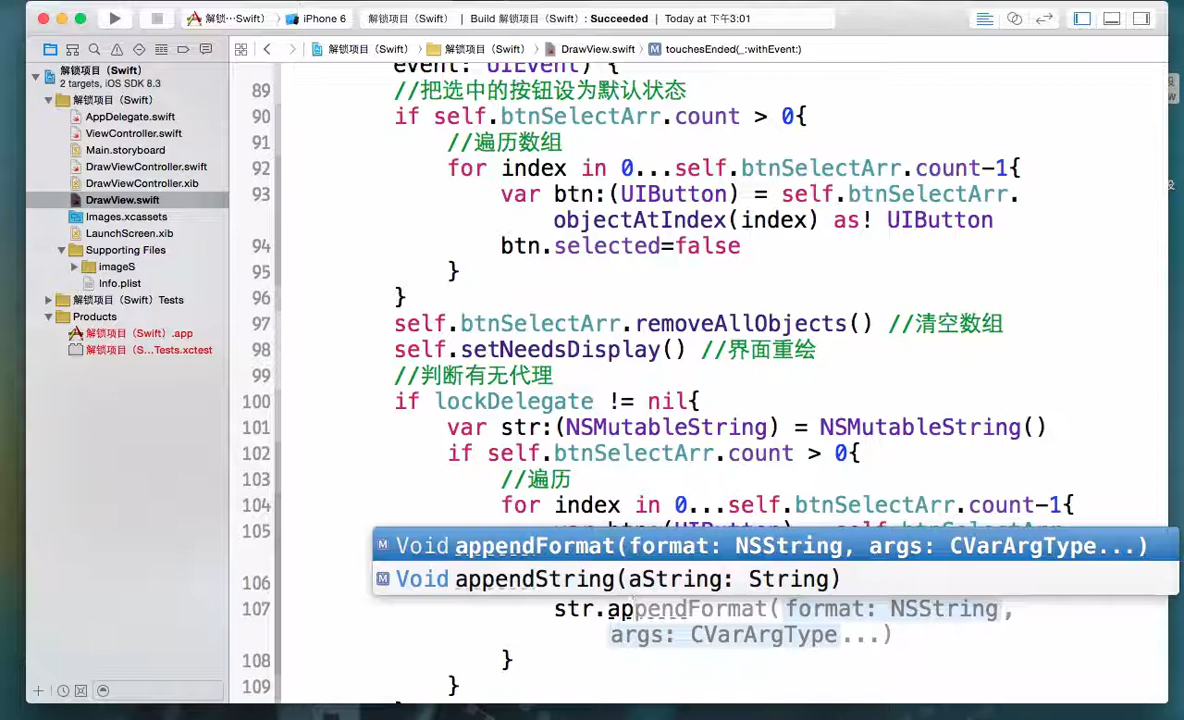 解锁···Swift） iPhone 6 解锁项目（Swift） | Build 解锁项目（Swift）: Succeeded | Today at 下午3:01
解锁项目（Swift） 解锁项目（Swift） DrawView.swift M touchesEnded(_:withEvent:)
解锁项目（Swift）
2 targets, iOS SDK 8.3
解锁项目（Swift）
AppDelegate.swift
ViewController.swift
Main.storyboard
DrawViewController.swift
DrawViewController.xib
DrawView.swift
Images.xcassets
LaunchScreen.xib
Supporting Files
imageS
Info.plist
解锁项目（Swift）Tests
Products
解锁项目（Swift）.app
解锁项目（S...Tests.xctest
event: UIEvent) {
89 //把选中的按钮设为默认状态
90 if self.btnSelectArr.count > 0{
91 //遍历数组
92 for index in 0...self.btnSelectArr.count-1{
93 var btn:(UIButton) = self.btnSelectArr.
objectAtIndex(index) as! UIButton
94 btn.selected=false
95 }
96 }
97 self.btnSelectArr.removeAllObjects() //清空数组
98 self.setNeedsDisplay() //界面重绘
99 //判断有无代理
100 if lockDelegate != nil{
101 var str:(NSMutableString) = NSMutableString()
102 if self.btnSelectArr.count > 0{
103 //遍历
104 for index in 0...self.btnSelectArr.count-1{
105
M Void appendFormat(format: NSString, args: CVarArgType...)
M Void appendString(aString: String)
106
107 str.appendFormat(format: NSString,
args: CVarArgType...)
108 }
109 }